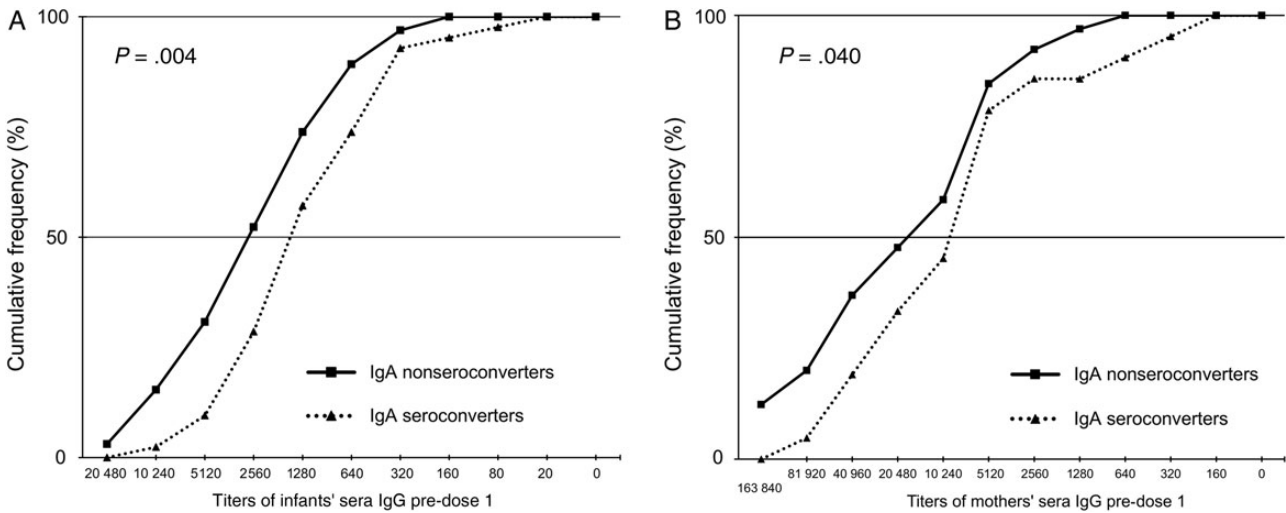 A
P = .004
Cumulative frequency (%)
100
50
0
IgA nonseroconverters
IgA seroconverters
20 480 10 240 5120 2560 1280 640 320 160 80 20 0
Titers of infants' sera IgG pre-dose 1
B
P = .040
Cumulative frequency (%)
100
50
0
IgA nonseroconverters
IgA seroconverters
163 840 81 920 40 960 20 480 10 240 5120 2560 1280 640 320 160 0
Titers of mothers' sera IgG pre-dose 1